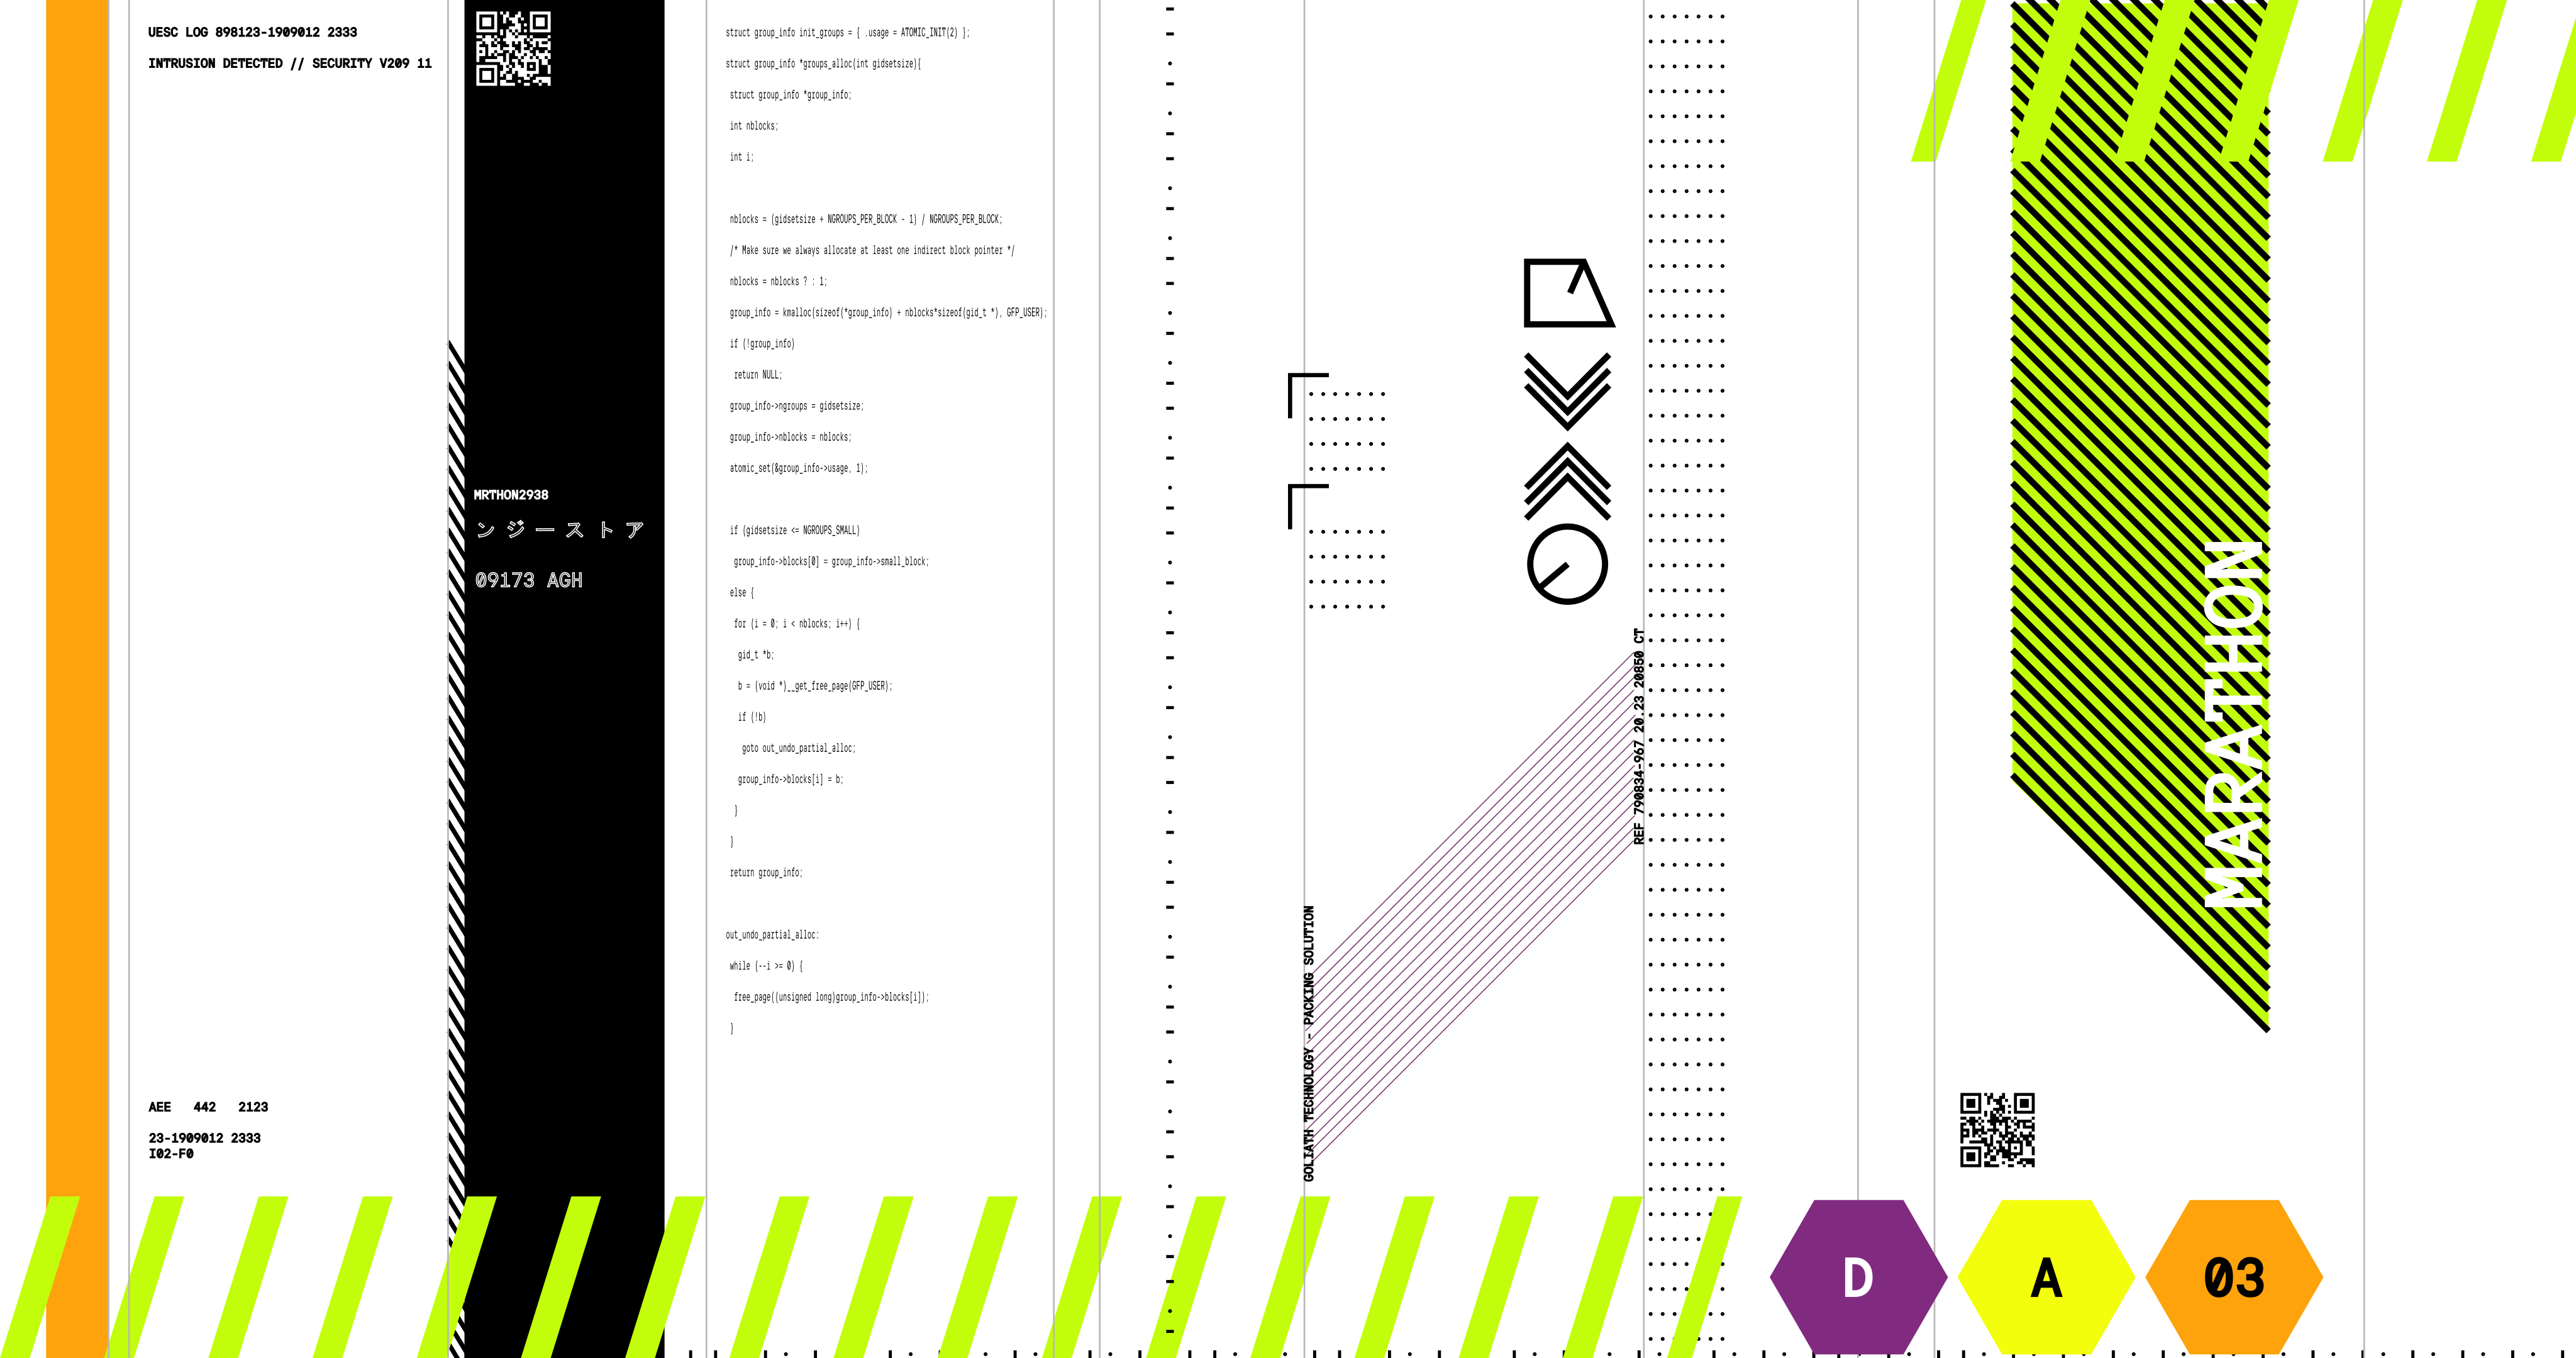 UESC LOG 898123-1909012 2333
INTRUSION DETECTED // SECURITY V209 11
AEE 442 2123
23-1909012 2333
I02-F0
MRTHON2938
ンジーストア
09173 AGH
struct group_info init_groups = { .usage = ATOMIC_INIT(2) };
struct group_info *groups_alloc(int gidsetsize){
struct group_info *group_info;
int nblocks;
int i;
nblocks = (gidsetsize + NGROUPS_PER_BLOCK - 1) / NGROUPS_PER_BLOCK;
/* Make sure we always allocate at least one indirect block pointer */
nblocks = nblocks ? : 1;
group_info = kmalloc(sizeof(*group_info) + nblocks*sizeof(gid_t *), GFP_USER);
if (!group_info)
return NULL;
group_info->ngroups = gidsetsize;
group_info->nblocks = nblocks;
atomic_set(&group_info->usage, 1);
if (gidsetsize <= NGROUPS_SMALL)
group_info->blocks[0] = group_info->small_block;
else {
for (i = 0; i < nblocks; i++) {
gid_t *b;
b = (void *)__get_free_page(GFP_USER);
if (!b)
goto out_undo_partial_alloc;
group_info->blocks[i] = b;
}
}
return group_info;
out_undo_partial_alloc:
while (--i >= 0) {
free_page((unsigned long)group_info->blocks[i]);
}
GOLIATH TECHNOLOGY - PACKING SOLUTION
REF 790834-967 20.23 20850 CT
MARATHON
D
A
03